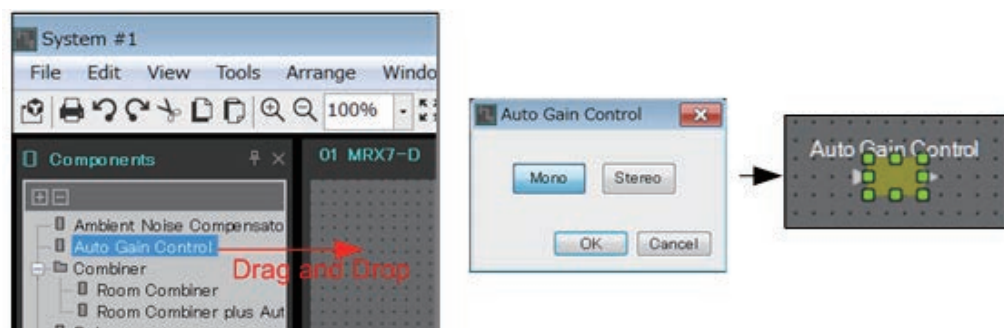 System #1
File Edit View Tools Arrange Windo
100%
Components
01 MRX7-D
Ambient Noise Compensato
Auto Gain Control
Drag and Drop
Combiner
Room Combiner
Room Combiner plus Aut
Auto Gain Control
Mono Stereo
OK Cancel
Auto Gain Control